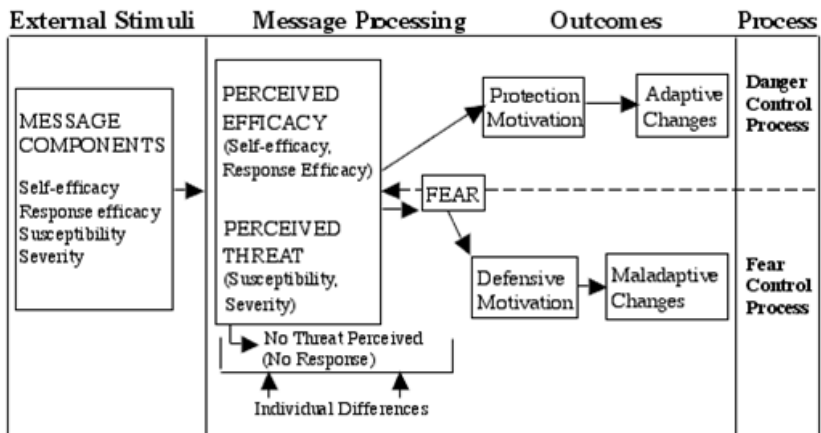 External Stimuli
Message Processing
Outcomes
Process
MESSAGE
COMPONENTS
Self-efficacy
Response efficacy
Susceptibility
Severity
PERCEIVED
EFFICACY
(Self-efficacy,
Response Efficacy)
PERCEIVED
THREAT
(Susceptibility,
Severity)
No Threat Perceived
(No Response)
Individual Differences
FEAR
Protection
Motivation
Adaptive
Changes
Defensive
Motivation
Maladaptive
Changes
Danger
Control
Process
Fear
Control
Process